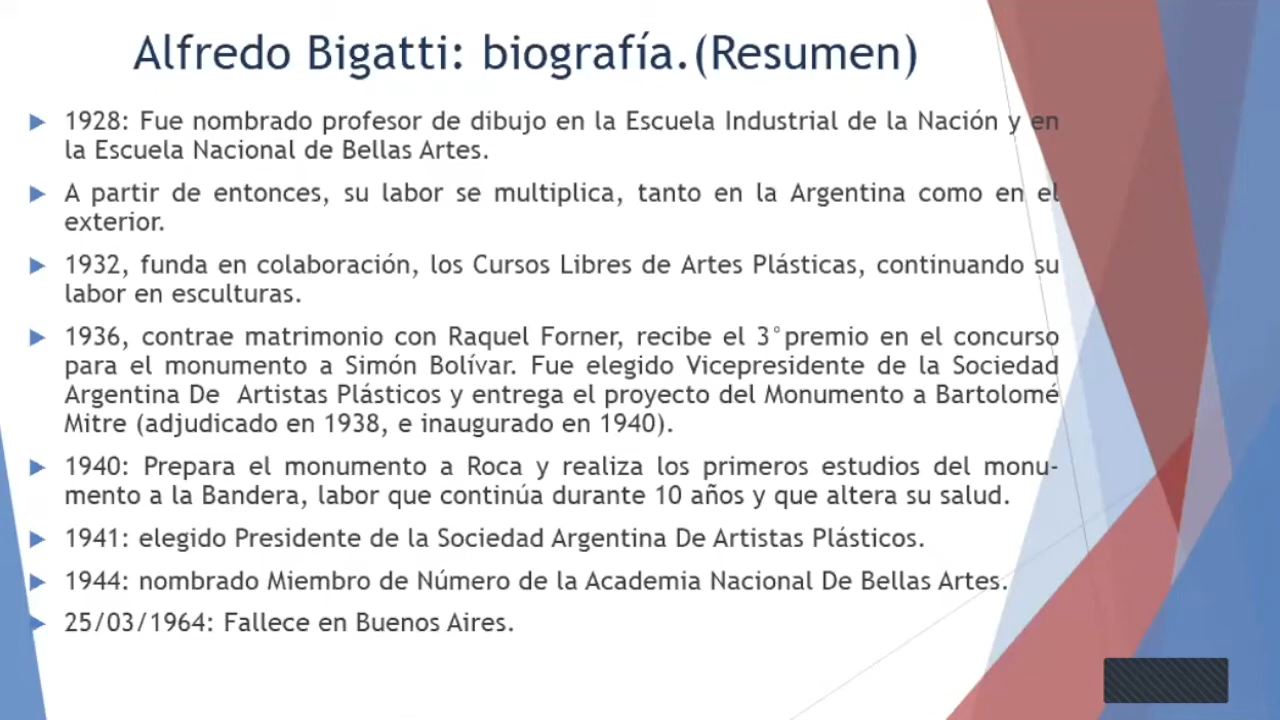 Alfredo Bigatti: biografía.(Resumen)
1928: Fue nombrado profesor de dibujo en la Escuela Industrial de la Nación y en
la Escuela Nacional de Bellas Artes.
A partir de entonces, su labor se multiplica, tanto en la Argentina como en el
exterior.
1932, funda en colaboración, los Cursos Libres de Artes Plásticas, continuando su
labor en esculturas.
1936, contrae matrimonio con Raquel Forner, recibe el 3°premio en el concurso
para el monumento a Simón Bolívar. Fue elegido Vicepresidente de la Sociedad
Argentina De Artistas Plásticos y entrega el proyecto del Monumento a Bartolomé
Mitre (adjudicado en 1938, e inaugurado en 1940).
1940: Prepara el monumento a Roca y realiza los primeros estudios del monu-
mento a la Bandera, labor que continúa durante 10 años y que altera su salud.
1941: elegido Presidente de la Sociedad Argentina De Artistas Plásticos.
1944: nombrado Miembro de Número de la Academia Nacional De Bellas Artes.
25/03/1964: Fallece en Buenos Aires.